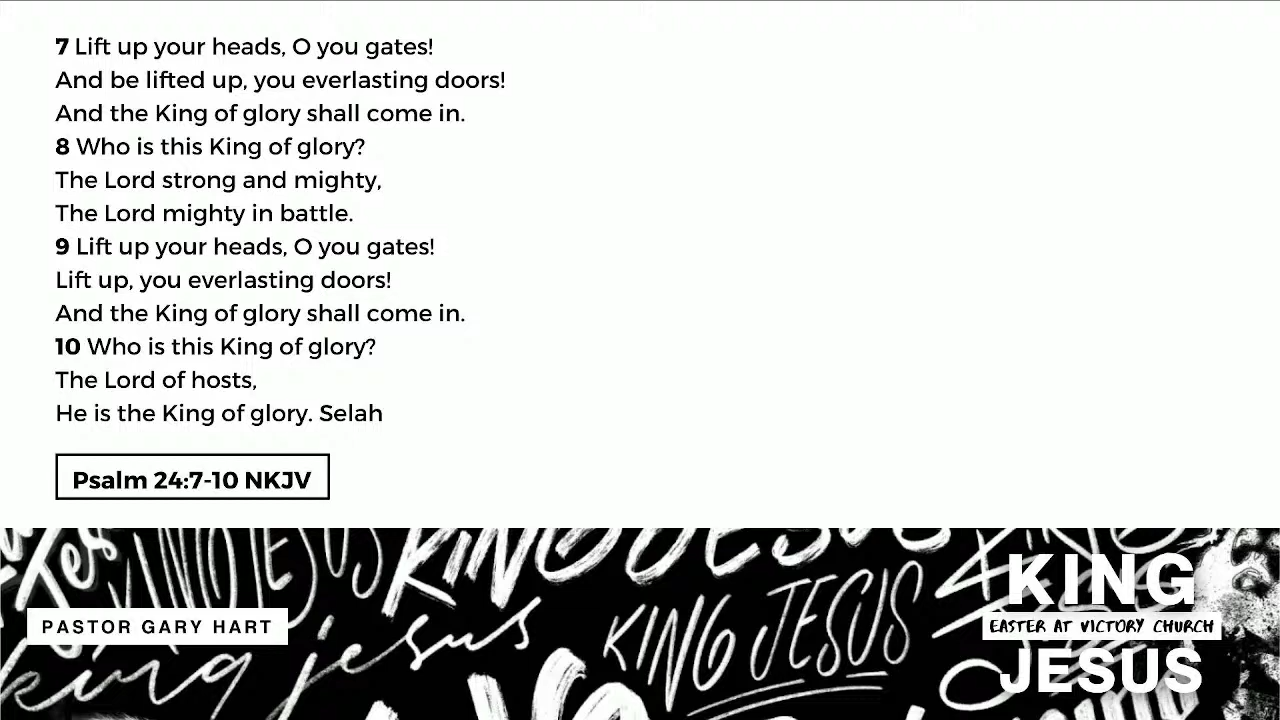 7 Lift up your heads, O you gates!
And be lifted up, you everlasting doors!
And the King of glory shall come in.
8 Who is this King of glory?
The Lord strong and mighty,
The Lord mighty in battle.
9 Lift up your heads, O you gates!
Lift up, you everlasting doors!
And the King of glory shall come in.
10 Who is this King of glory?
The Lord of hosts,
He is the King of glory. Selah
Psalm 24:7-10 NKJV
KING JESUS
PASTOR GARY HART
king jesus
KING JESUS
KING
EASTER AT VICTORY CHURCH
JESUS